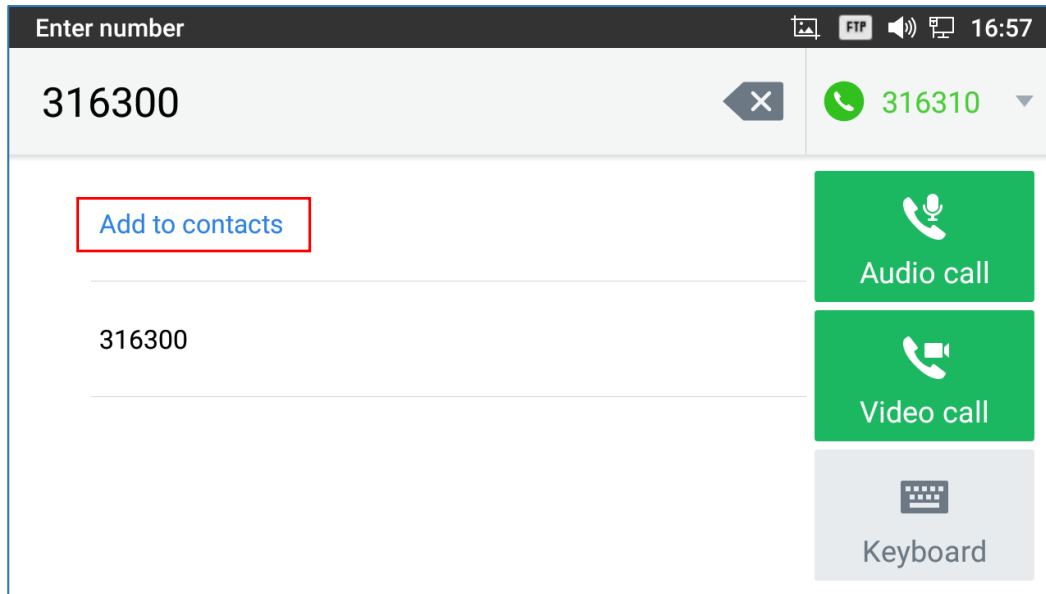 Enter number
FTP 16:57
316300
316310
Add to contacts
316300
Audio call
Video call
Keyboard